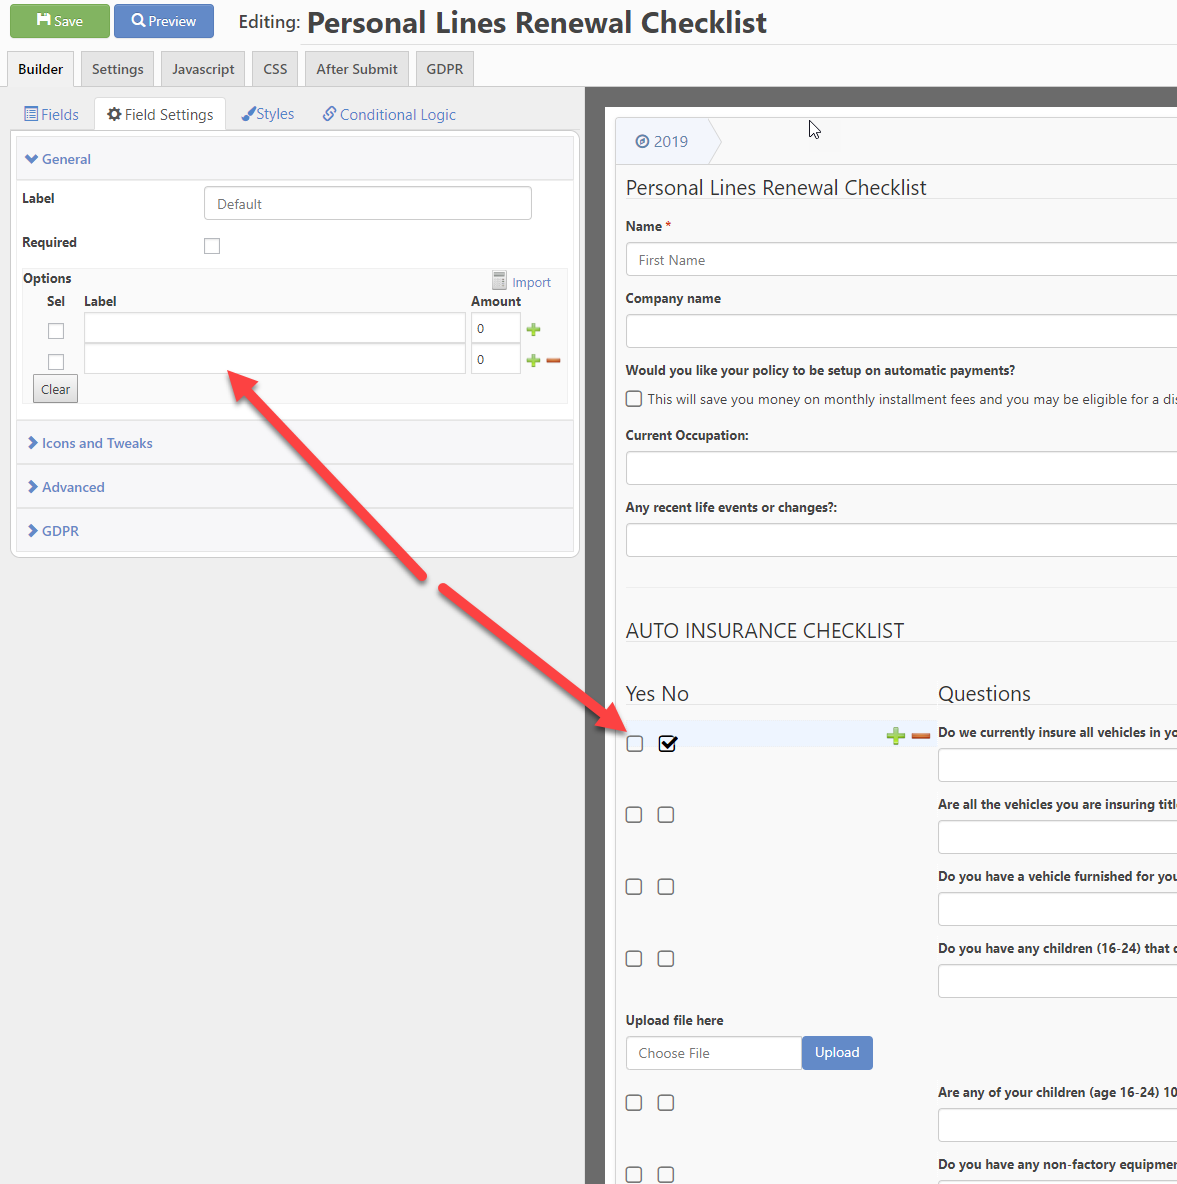 Save Preview Editing: Personal Lines Renewal Checklist
Builder Settings Javascript CSS After Submit GDPR
Fields Field Settings Styles Conditional Logic
General
Label Default
Required
Options Import
Sel Label Amount
0
0
Clear
Icons and Tweaks
Advanced
GDPR
2019
Personal Lines Renewal Checklist
Name *
First Name
Company name
Would you like your policy to be setup on automatic payments?
This will save you money on monthly installment fees and you may be eligible for a
Current Occupation:
Any recent life events or changes?:
AUTO INSURANCE CHECKLIST
Yes No Questions
Do we currently insure all vehicles in
Are all the vehicles you are insuring
Do you have a vehicle furnished for
Do you have any children (16-24) that
Upload file here
Choose File Upload
Are any of your children (age 16-24) 10
Do you have any non-factory